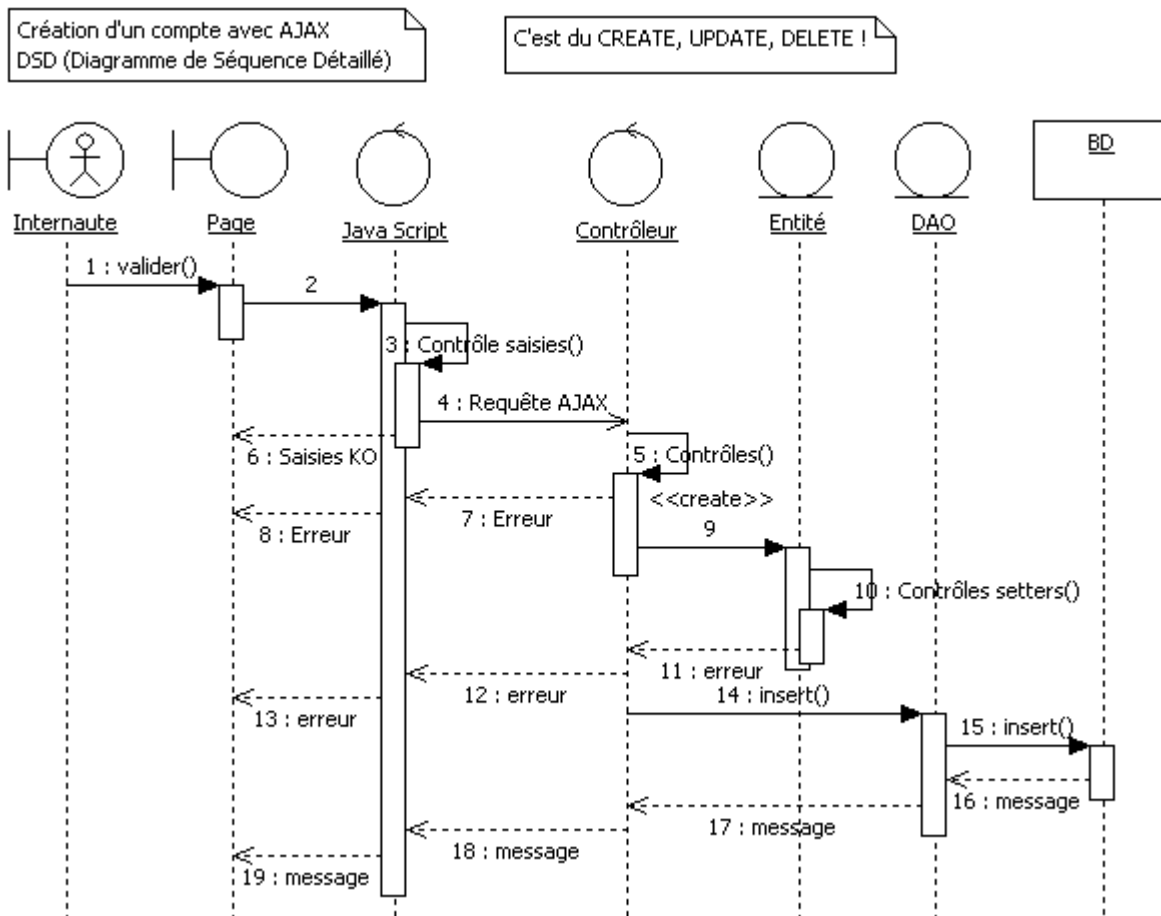 Création d'un compte avec AJAX
DSD (Diagramme de Séquence Détaillé)
C'est du CREATE, UPDATE, DELETE !
Internaute
Page
Java Script
Contrôleur
Entité
DAO
BD
1 : valider()
2
3 : Contrôle saisies()
4 : Requête AJAX
5 : Contrôles()
6 : Saisies KO
7 : Erreur
<<create>>
8 : Erreur
9
10 : Contrôles setters()
11 : erreur
12 : erreur
13 : erreur
14 : insert()
15 : insert()
16 : message
17 : message
18 : message
19 : message